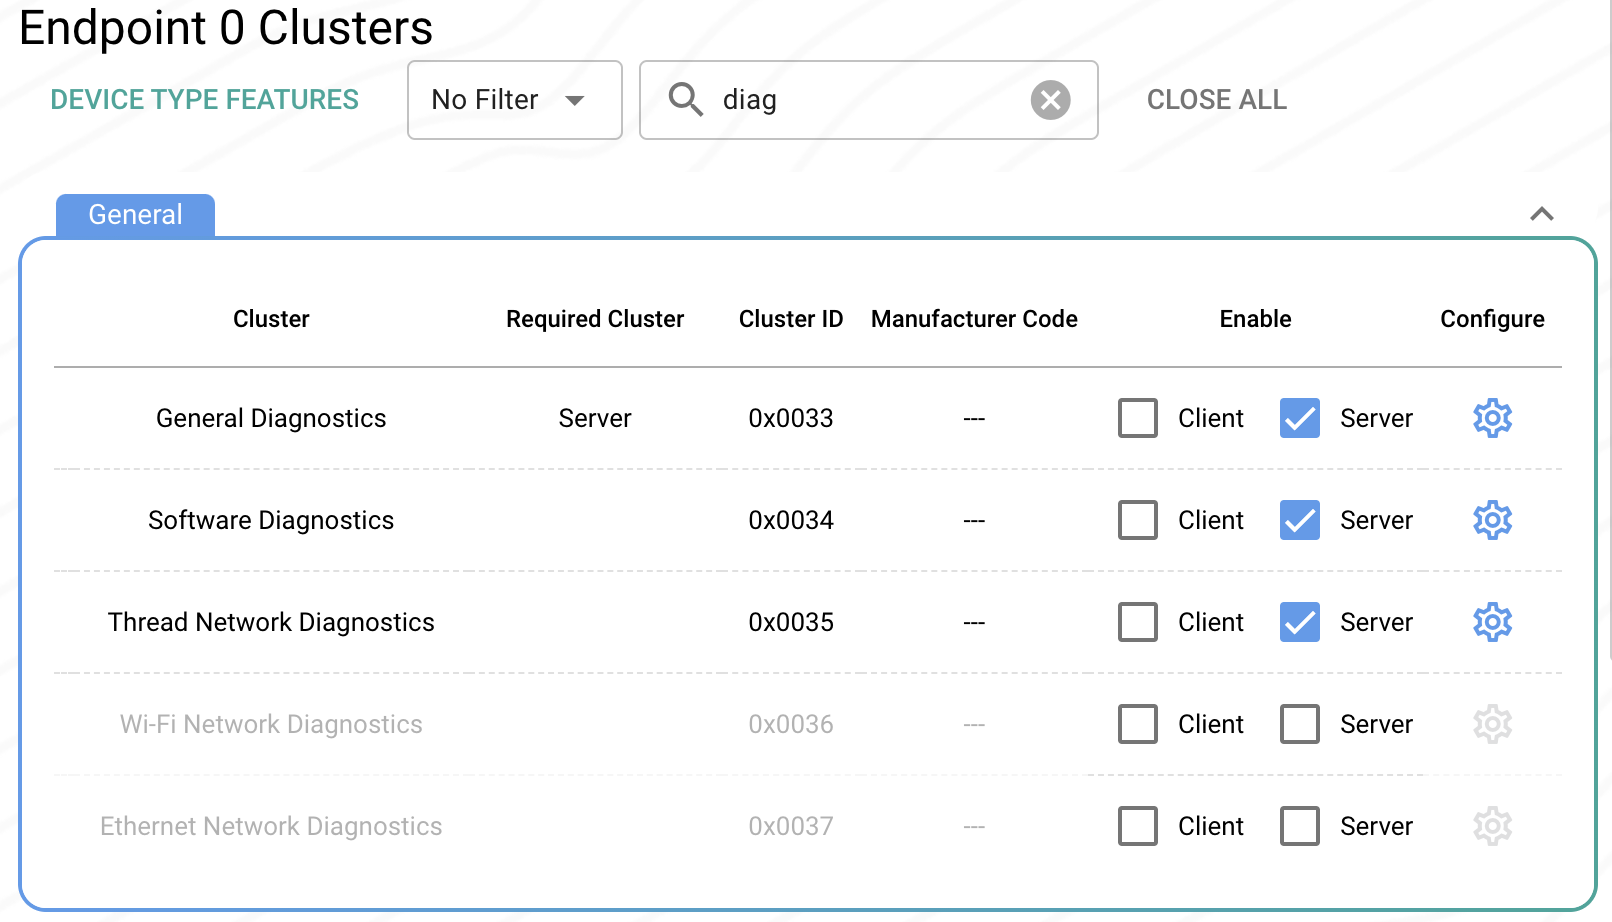 Endpoint 0 Clusters
DEVICE TYPE FEATURES No Filter diag CLOSE ALL
General
Cluster Required Cluster Cluster ID Manufacturer Code Enable Configure
General Diagnostics Server 0x0033 --- Client Server
Software Diagnostics 0x0034 --- Client Server
Thread Network Diagnostics 0x0035 --- Client Server
Wi-Fi Network Diagnostics 0x0036 --- Client Server
Ethernet Network Diagnostics 0x0037 --- Client Server